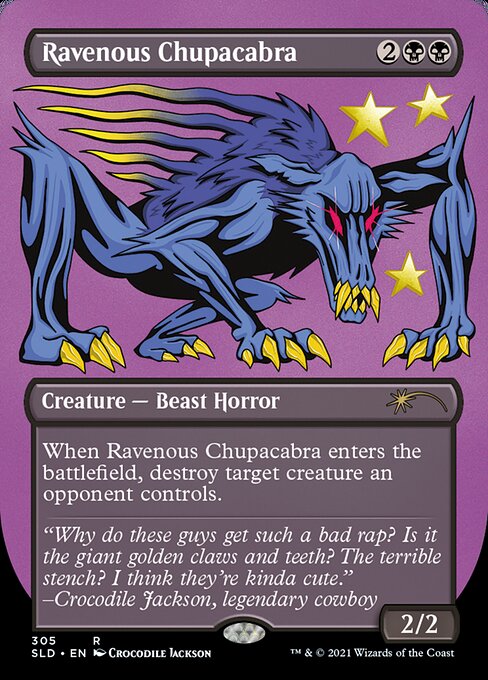 Ravenous Chupacabra 2
Creature — Beast Horror
When Ravenous Chupacabra enters the
battlefield, destroy target creature an
opponent controls.
“Why do these guys get such a bad rap? Is it
the giant golden claws and teeth? The terrible
stench? I think they’re kinda cute.”
–Crocodile Jackson, legendary cowboy
2/2
305 R
SLD • EN Crocodile Jackson
™ & © 2021 Wizards of the Coast